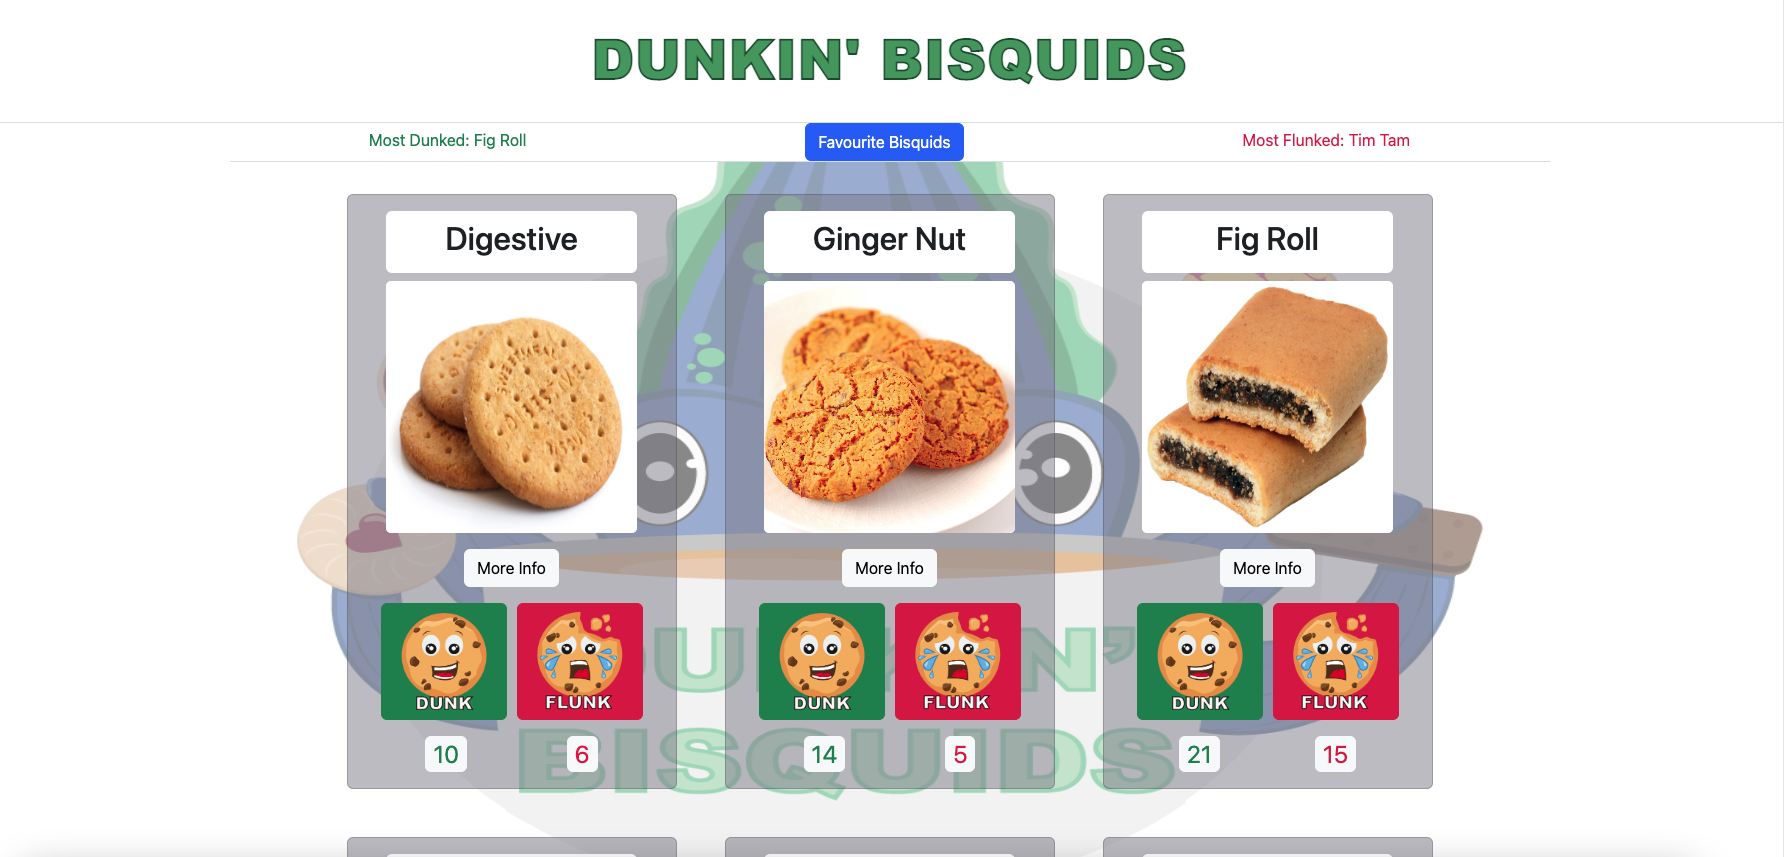 DUNKIN' BISQUIDS
Most Dunked: Fig Roll
Favourite Bisquids
Most Flunked: Tim Tam
Digestive
Ginger Nut
Fig Roll
More Info
More Info
More Info
DUNK
FLUNK
DUNK
FLUNK
DUNK
FLUNK
10
6
14
5
21
15
BISQUIDS